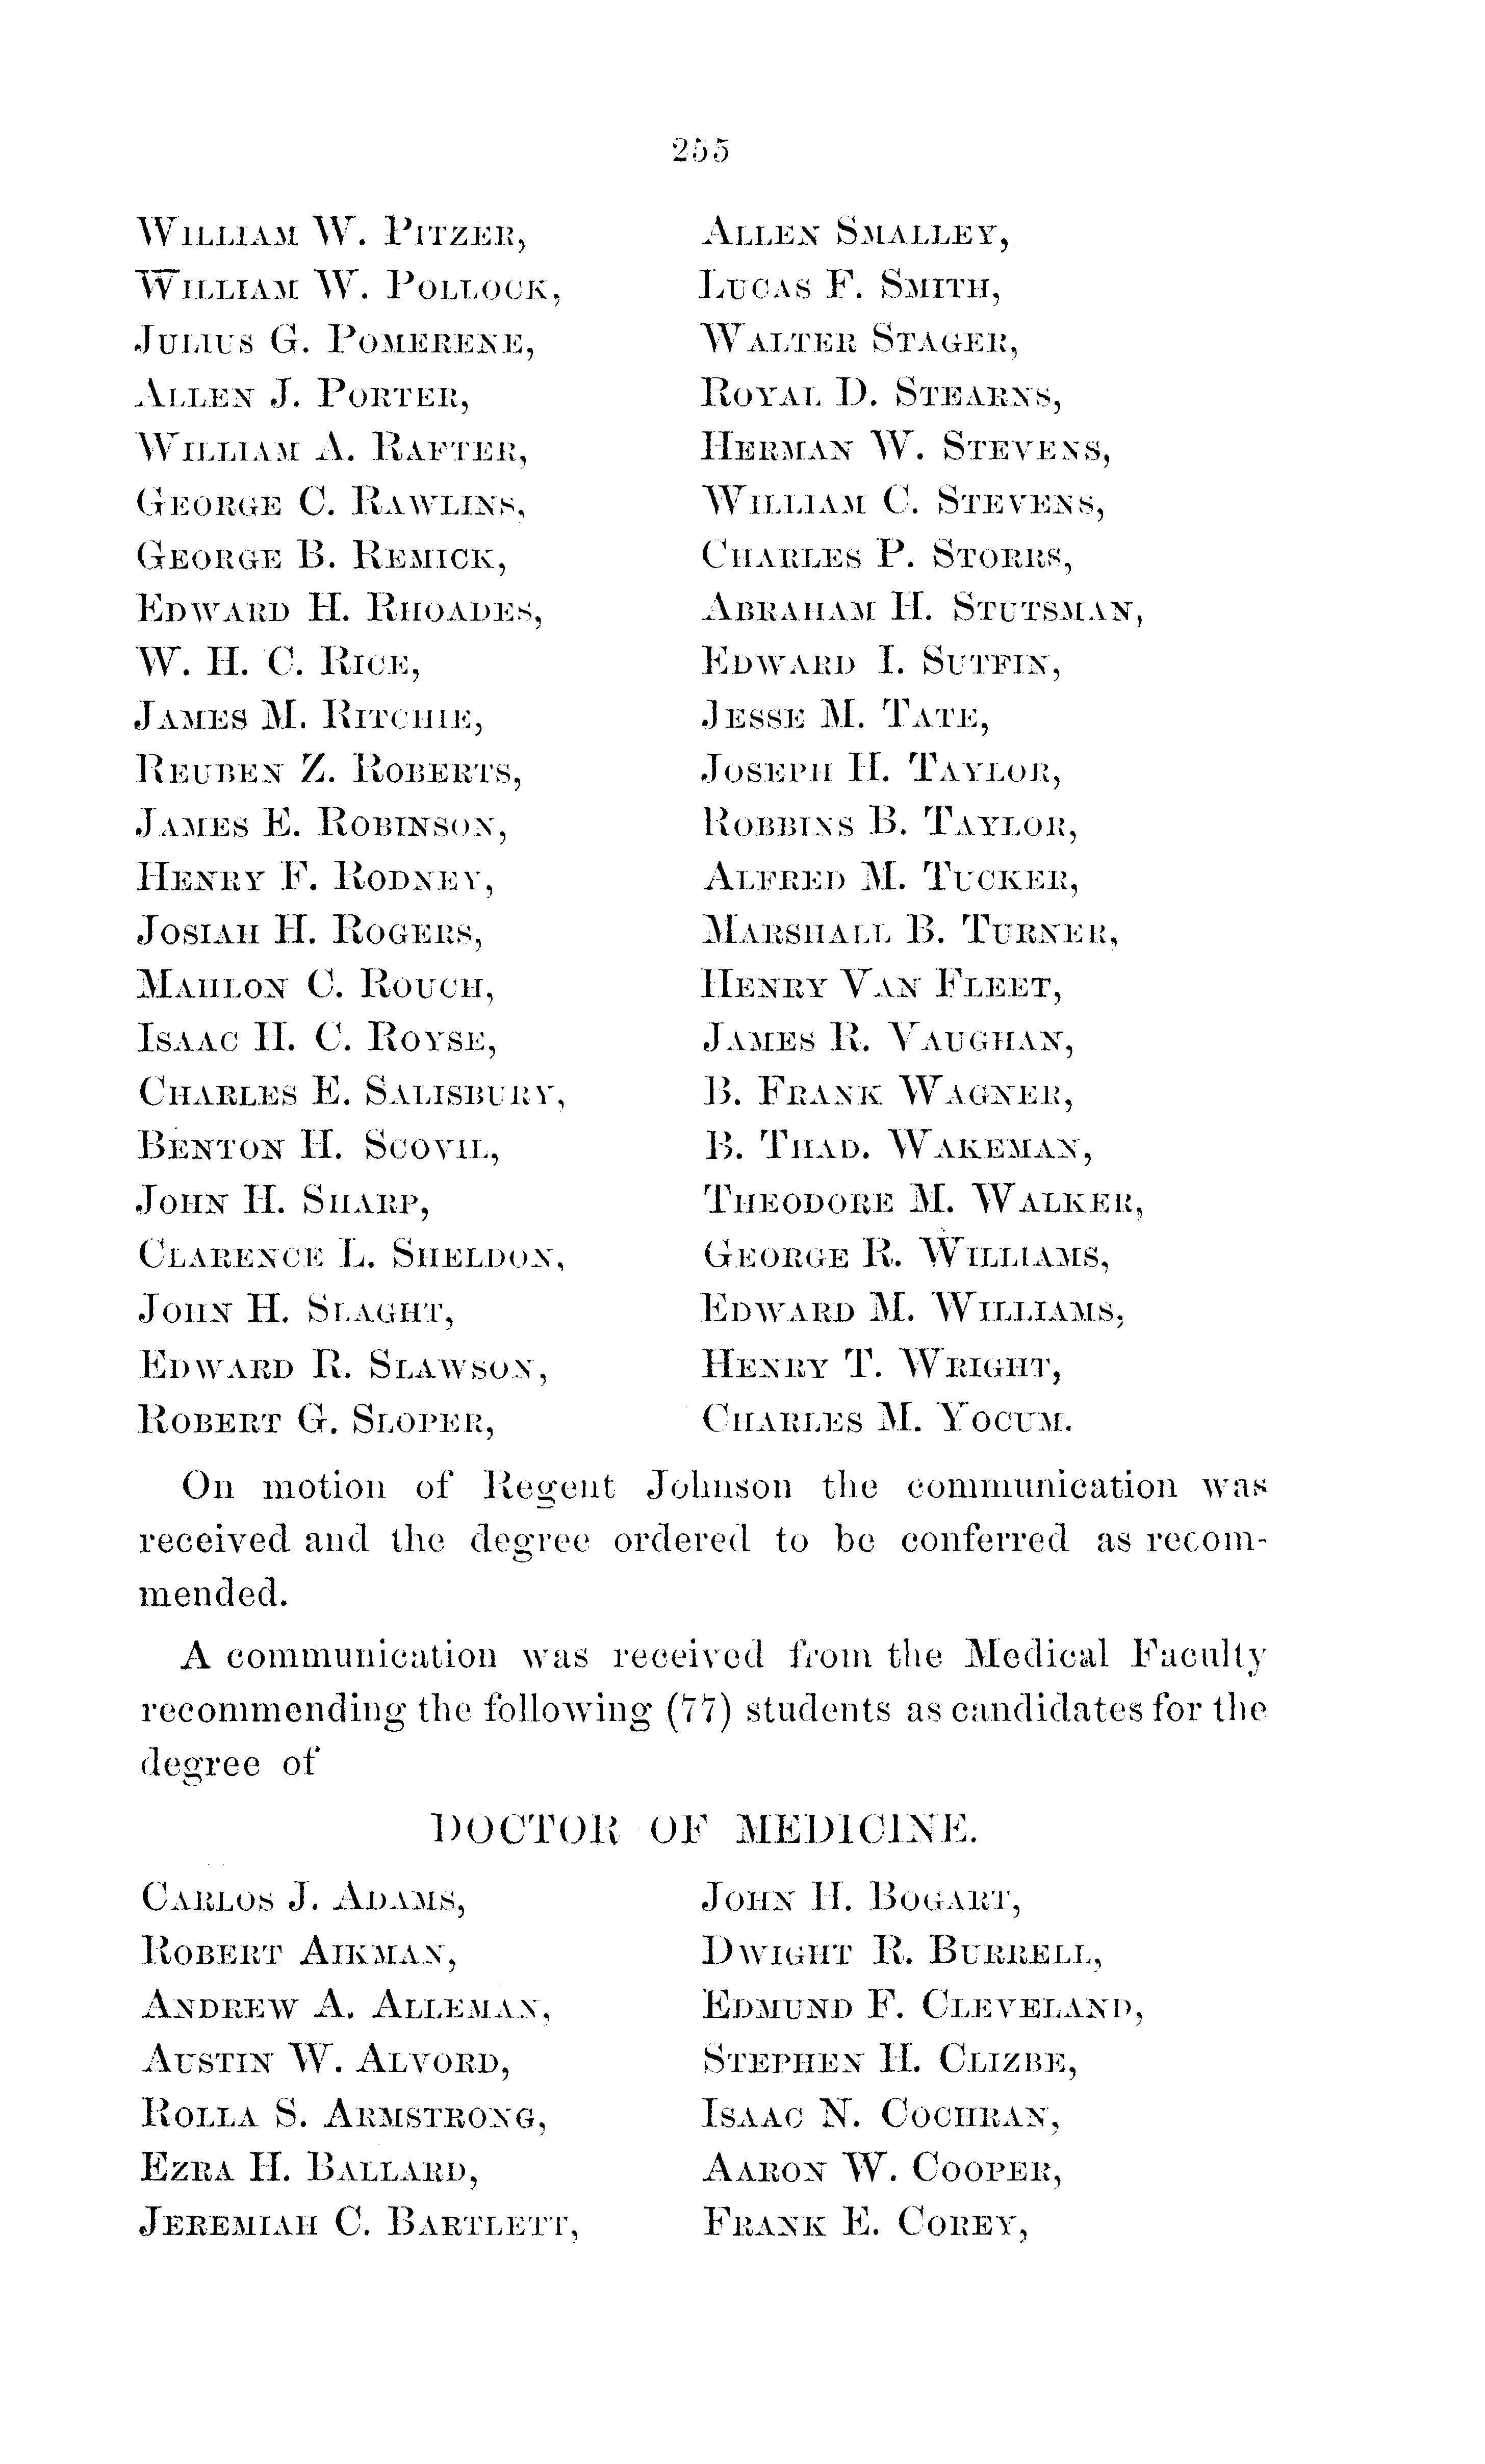 255
William W. Pitzer,
William W. Pollock,
Julius G. Pomerene,
Allen J. Porter,
William A. Rafter,
George C. Rawlins,
George B. Remick,
Edward H. Rhoades,
W. H. C. Rice,
James M. Ritchie,
Reuben Z. Roberts,
James E. Robinson,
Henry F. Rodney,
Josiah H. Rogers,
Mahlon C. Rouch,
Isaac H. C. Royse,
Charles E. Salisbury,
Benton H. Scovil,
John H. Sharp,
Clarence L. Sheldon,
John H. Slaght,
Edward R. Slawson,
Robert G. Sloper,
Allen Smalley,
Lucas F. Smith,
Walter Stager,
Royal D. Stearns,
Herman W. Stevens,
William C. Stevens,
Charles P. Storrs,
Abraham H. Stutsman,
Edward I. Sutfin,
Jesse M. Tate,
Joseph H. Taylor,
Robbins B. Taylor,
Alfred M. Tucker,
Marshall B. Turner,
Henry Van Fleet,
James R. Vaughan,
B. Frank Wagner,
B. Thad. Wakeman,
Theodore M. Walker,
George R. Williams,
Edward M. Williams,
Henry T. Wright,
Charles M. Yocum.
On motion of Regent Johnson the communication was
received and the degree ordered to be conferred as recom-
mended.
A communication was received from the Medical Faculty
recommending the following (77) students as candidates for the
degree of
DOCTOR OF MEDICINE.
Carlos J. Adams,
Robert Aikman,
Andrew A. Alleman,
Austin W. Alvord,
Rolla S. Armstrong,
Ezra H. Ballard,
Jeremiah C. Bartlett,
John H. Bogart,
Dwight R. Burrell,
Edmund F. Cleveland,
Stephen H. Clizbe,
Isaac N. Cochran,
Aaron W. Cooper,
Frank E. Corey,